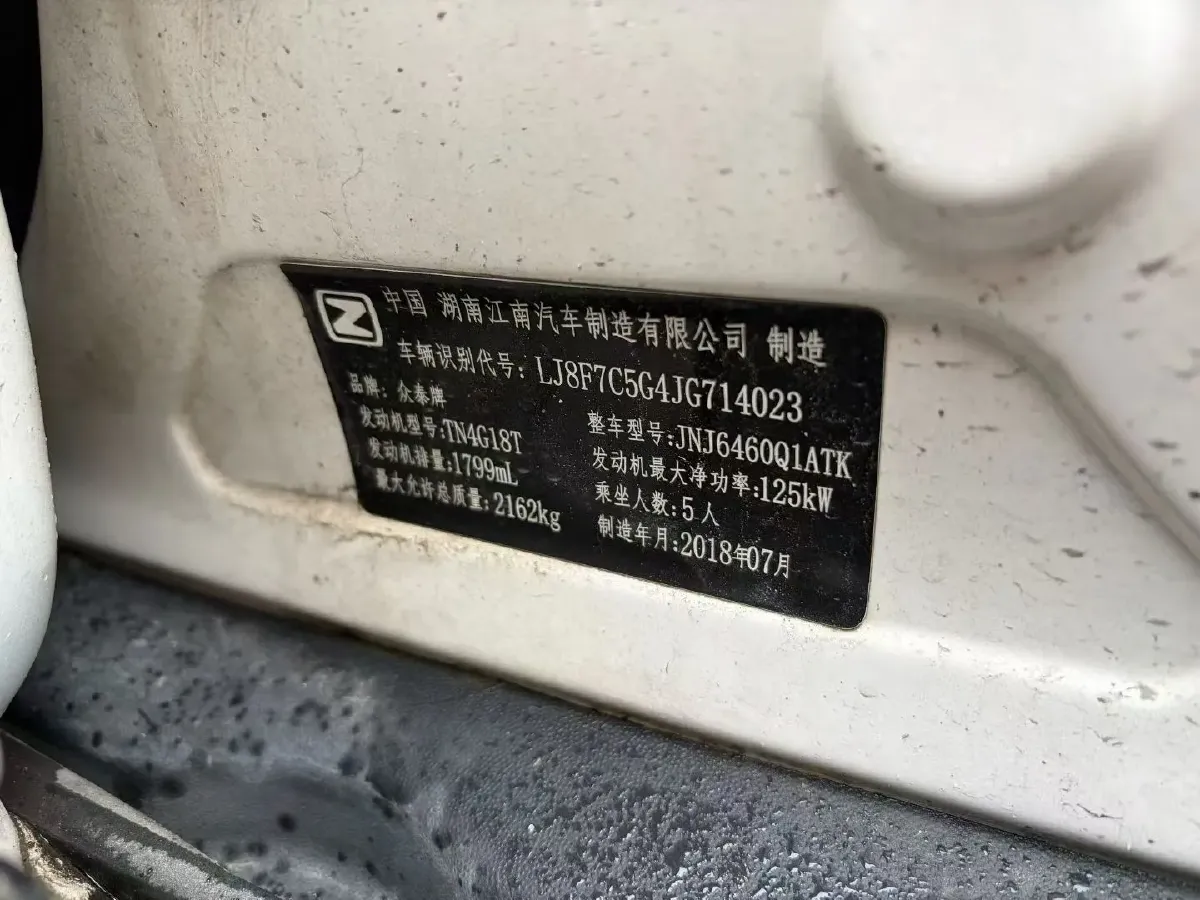 Z 中国 湖南江南汽车制造有限公司 制造
车辆识别代号: LJ8F7C5G4JG714023
品牌: 众泰牌
整车型号:JNJ6460Q1ATK
发动机型号:TN4G18T
发动机最大净功率:125kW
发动机排量:1799mL
乘坐人数:5人
最大允许总质量:2162kg
制造年月:2018年07月